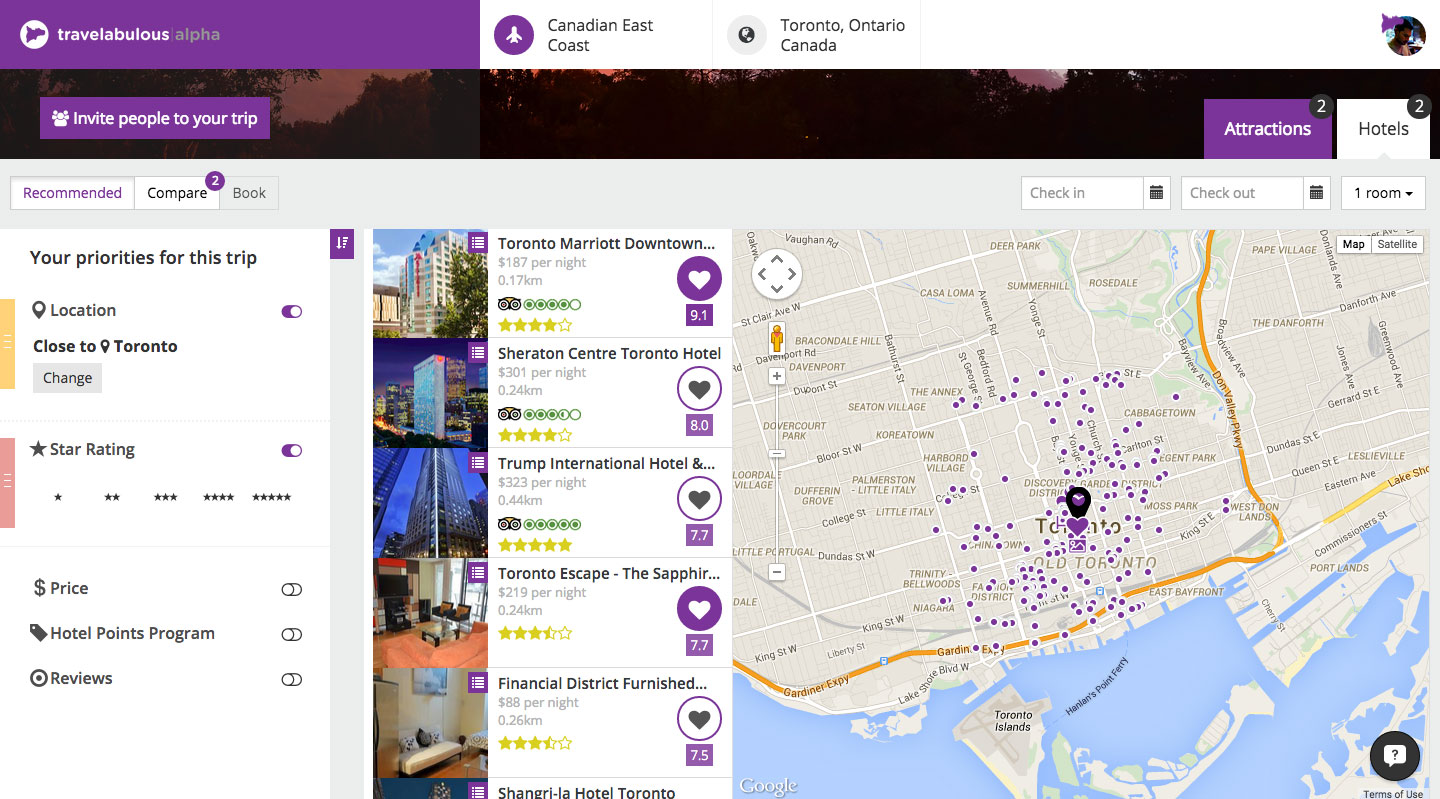 travelabulous|alpha
Canadian East
Coast
Toronto, Ontario
Canada
Invite people to your trip
Attractions
2
Hotels
2
Recommended
Compare
2
Book
Check in
Check out
1 room
Your priorities for this trip
Location
Close to Toronto
Change
Star Rating
Price
Hotel Points Program
Reviews
Toronto Marriott Downtown...
$187 per night
0.17km
9.1
Sheraton Centre Toronto Hotel
$301 per night
0.24km
8.0
Trump International Hotel &...
$323 per night
0.44km
7.7
Toronto Escape - The Sapphir...
$219 per night
0.24km
7.7
Financial District Furnished...
$88 per night
0.26km
7.5
Shangri-la Hotel Toronto
Map
Satellite
Vaughan Rd
DEER PARK
PAPE VILLAGE
CASA LOMA
SUMMERHILL
ROSEDALE
St Clair Ave W
Avenue Rd
Yonge St
Bayview Ave
Danforth Ave
THE DANFORTH
Donlands Ave
Jones Ave
Greenwood Ave
BRACONDALE HILL
Davenport Rd
DAVENPORT
Dupont St
Bathurst St
Bedford Rd
St George St
THE ANNEX
SEATON VILLAGE
CABBAGETOWN
Don Valley Pkwy
Gerrard St E
DOVERCOURT
PARK
KOREATOWN
Bloor St W
HARBORD
VILLAGE
Church St
Carlton St
Dundas St E
Queen St E
LESLIEVILLE
Eastern Ave
Lake Shore
PALMERSTON
- LITTLE ITALY
DUFFERIN
GROVE
College St
MOSS PARK
WEST DON
LANDS
King St E
Commissioners St
LITTLE PORTUGAL
Dundas St W
Toronto
OLD TORONTO
PORT LANDS
TRINITY -
BELLWOODS
FASHION
DISTRICT
EAST BAYFRONT
NIAGARA
Cherry St
King St W
Liberty St
Gardiner Expy
Gardiner Expy
Lake Shore Blvd W
Hanlan's Point Ferry
Toronto
Islands
Google
Terms of Use